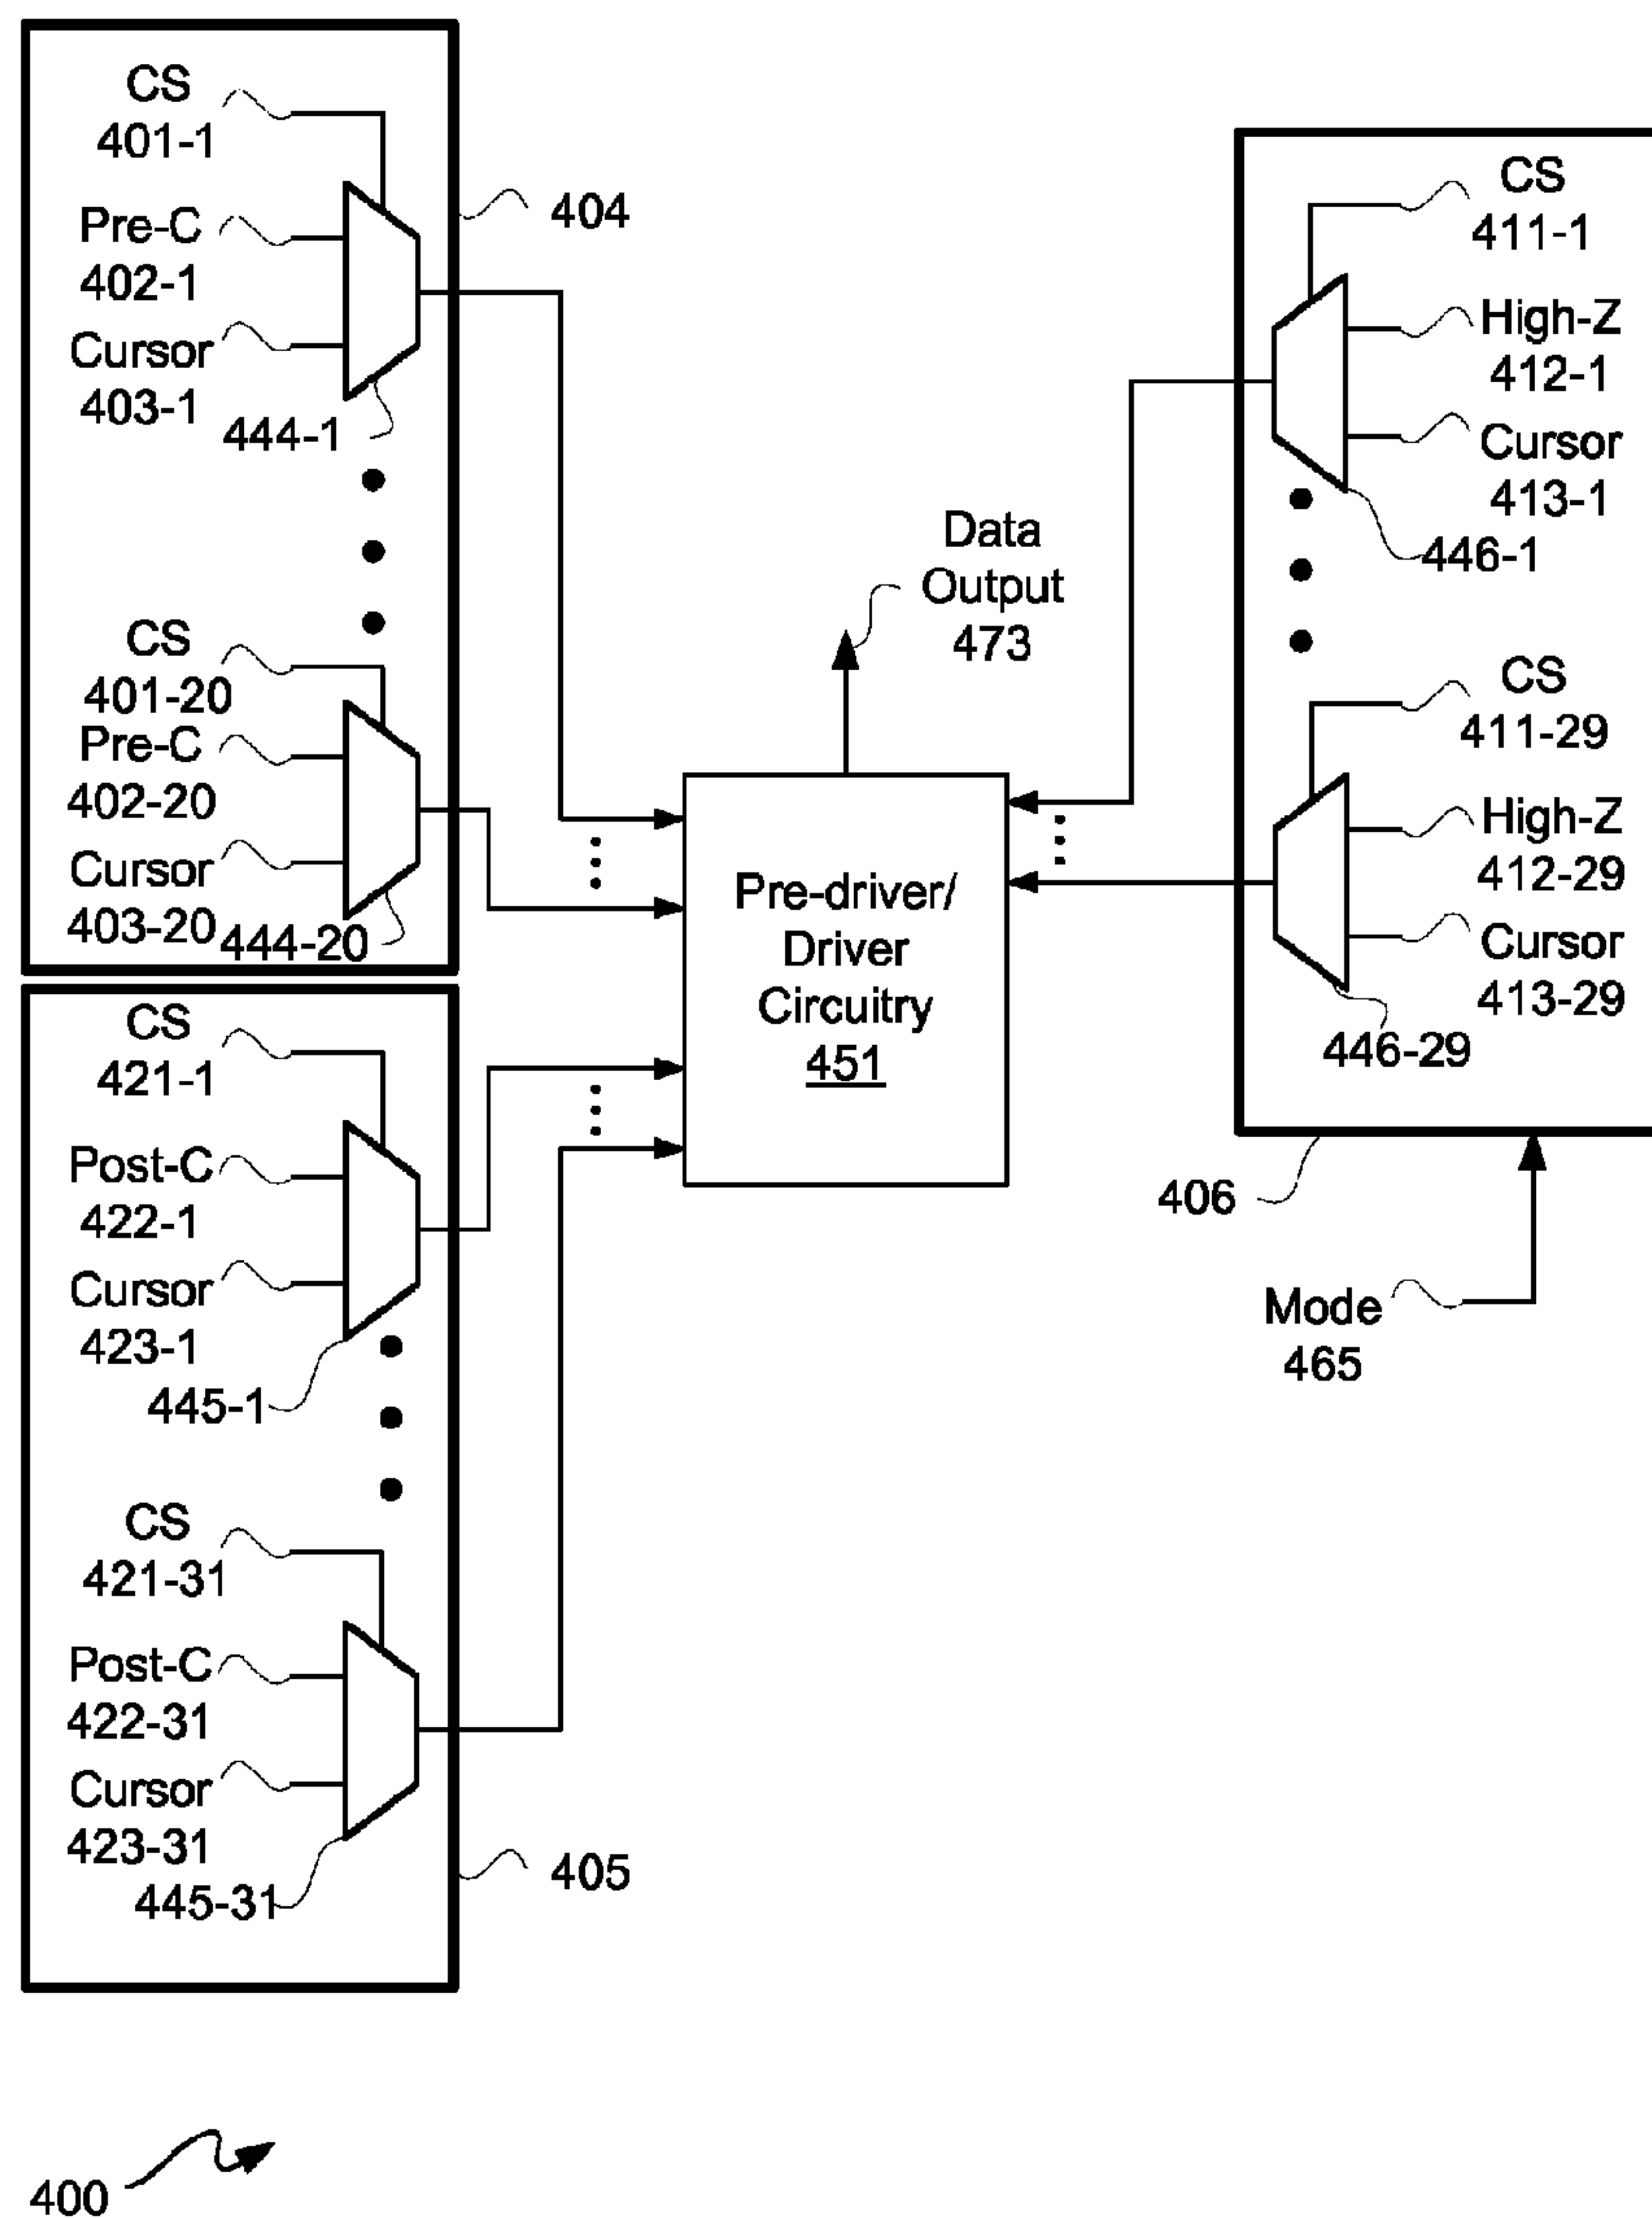 CS
401-1
Pre-C
402-1
Cursor
403-1
444-1
CS
401-20
Pre-C
402-20
Cursor
403-20
444-20
404
CS
421-1
Post-C
422-1
Cursor
423-1
445-1
CS
421-31
Post-C
422-31
Cursor
423-31
445-31
405
Data
Output
473
Pre-driver/
Driver
Circuitry
451
CS
411-1
High-Z
412-1
Cursor
413-1
446-1
CS
411-29
High-Z
412-29
Cursor
413-29
446-29
406
Mode
465
400